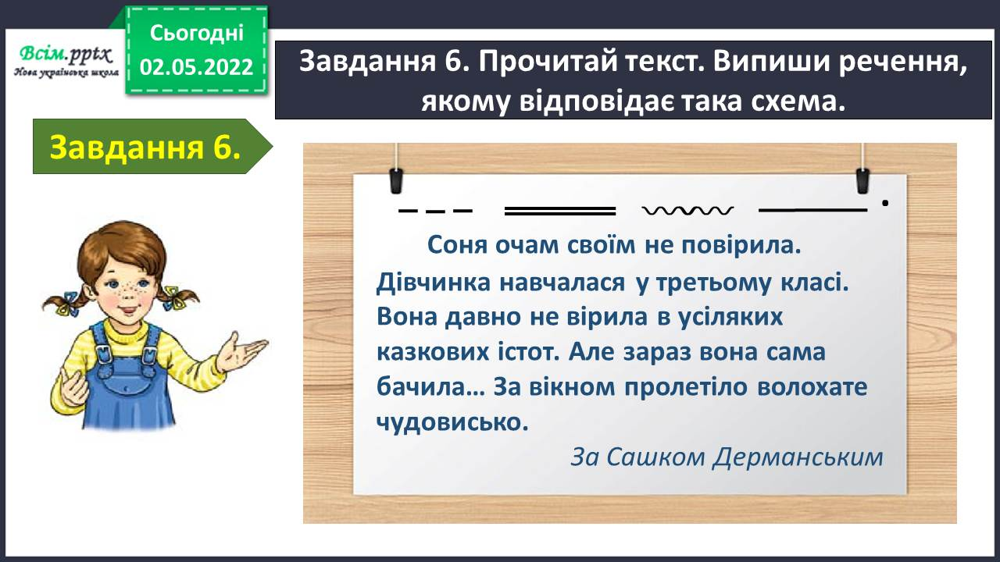 Сьогодні
02.05.2022
Всім.pptx
Нова українська школа
Завдання 6. Прочитай текст. Випиши речення,
якому відповідає така схема.
Завдання 6.
Соня очам своїм не повірила.
Дівчинка навчалася у третьому класі.
Вона давно не вірила в усіляких
казкових істот. Але зараз вона сама
бачила... За вікном пролетіло волохате
чудовисько.
За Сашком Дерманським